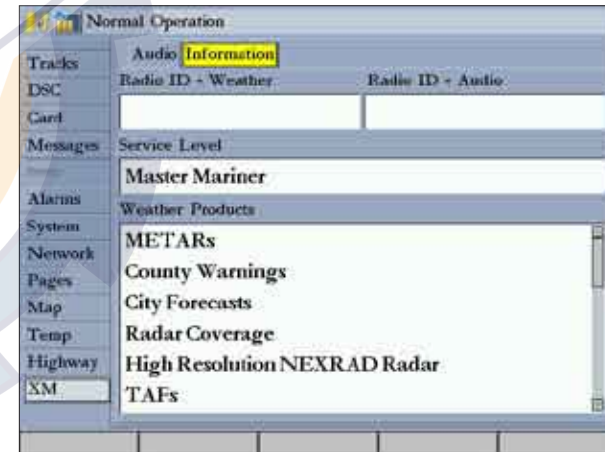 Normal Operation
Audio Information
Radio ID - Weather Radio ID - Audio
Service Level
Master Mariner
Weather Products
METARs
County Warnings
City Forecasts
Radar Coverage
High Resolution NEXRAD Radar
TAFs
Tracks
DSC
Card
Messages
Alarms
System
Network
Pages
Map
Temp
Highway
XM